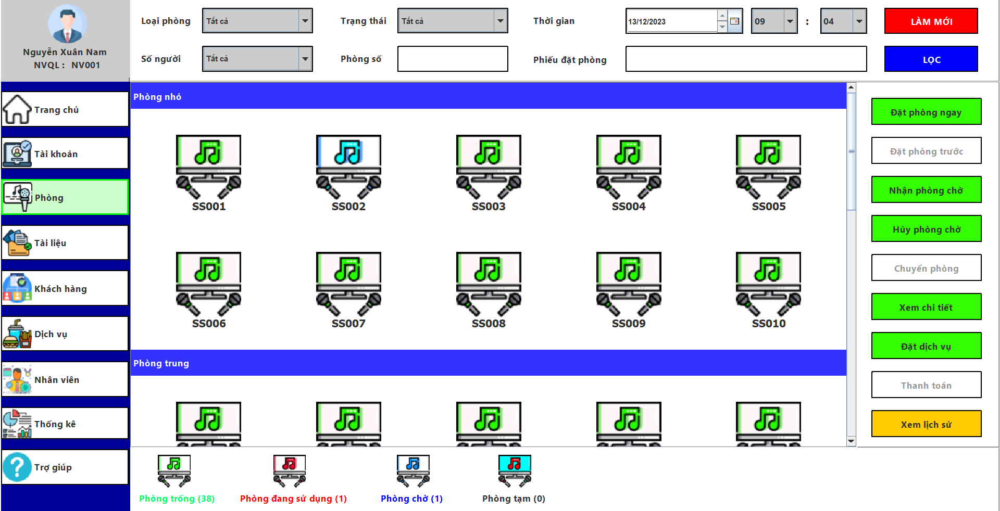 Nguyễn Xuân Nam
NVQL : NV001
Trang chủ
Tài khoản
Phòng
Tài liệu
Khách hàng
Dịch vụ
Nhân viên
Thống kê
Trợ giúp
Loại phòng Tất cả Trạng thái Tất cả Thời gian 13/12/2023 09 : 04 LÀM MỚI
Số người Tất cả Phòng số Phiếu đặt phòng LỌC
Phòng nhỏ
SS001 SS002 SS003 SS004 SS005
SS006 SS007 SS008 SS009 SS010
Phòng trung
Đặt phòng ngay
Đặt phòng trước
Nhận phòng chờ
Hủy phòng chờ
Chuyển phòng
Xem chi tiết
Đặt dịch vụ
Thanh toán
Xem lịch sử
Phòng trống (38) Phòng đang sử dụng (1) Phòng chờ (1) Phòng tạm (0)